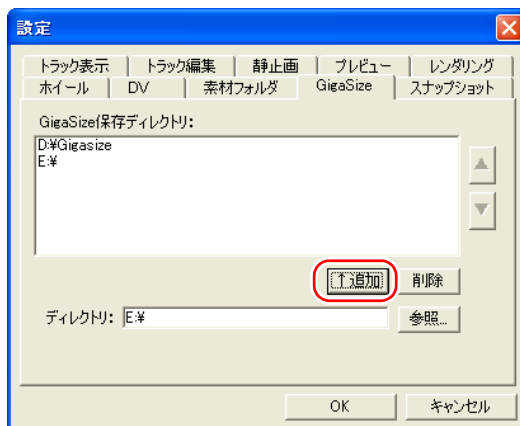 設定
トラック表示 トラック編集 静止画 プレビュー レンダリング
ホイール DV 素材フォルダ GigaSize スナップショット
GigaSize保存ディレクトリ:
D:¥Gigasize
E:¥
↑追加 削除
ディレクトリ: E:¥ 参照...
OK キャンセル